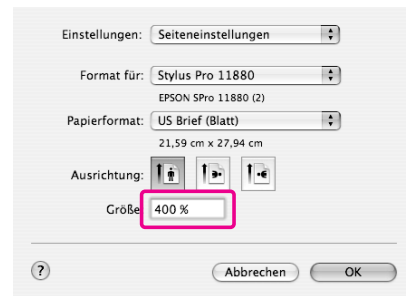 Einstellungen: Seiteneinstellungen
Format für: Stylus Pro 11880
EPSON SPro 11880 (2)
Papierformat: US Brief (Blatt)
21,59 cm x 27,94 cm
Ausrichtung:
Größe 400 %
? Abbrechen OK